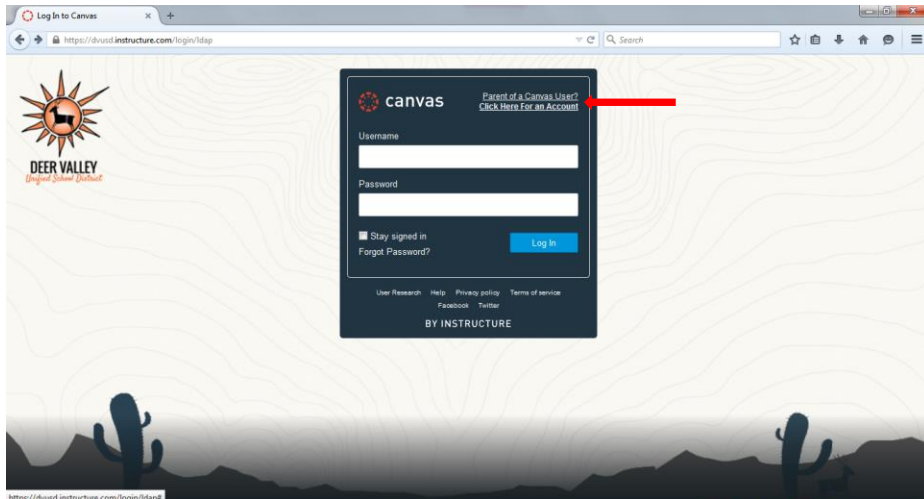 Log In to Canvas
https://dvusd.instructure.com/login/ldap
Search
DEER VALLEY
Unified School District
canvas
Parent of a Canvas User?
Click Here For an Account
Username
Password
Stay signed in
Forgot Password?
Log In
User Research Help Privacy policy Terms of service
Facebook Twitter
BY INSTRUCTURE
https://dvusd.instructure.com/login/ldap#